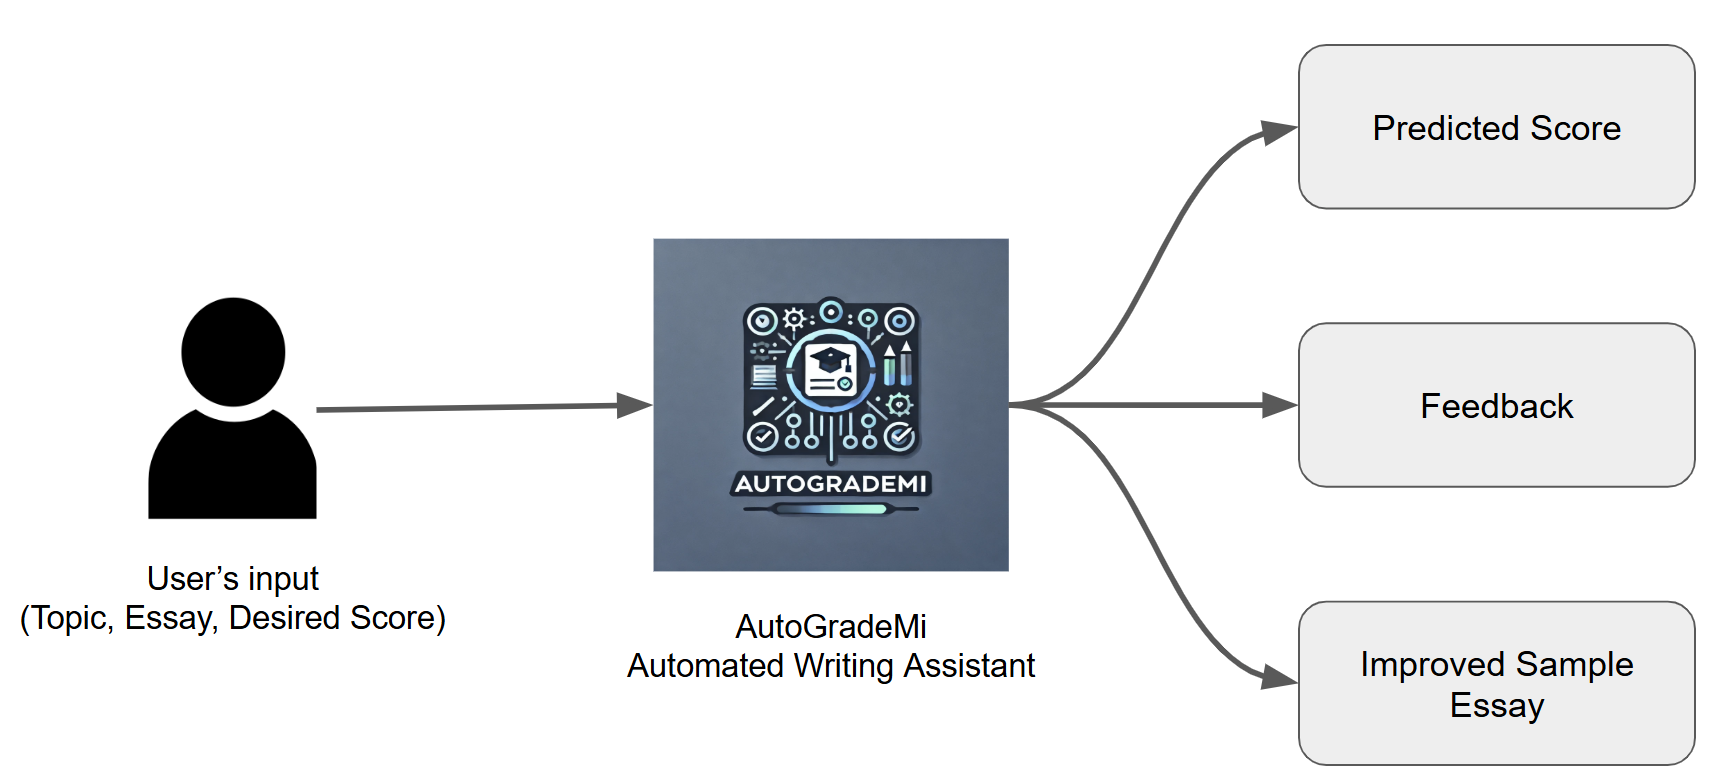 User’s input
(Topic, Essay, Desired Score)
AUTOGRADEMI
AutoGradeMi
Automated Writing Assistant
Predicted Score
Feedback
Improved Sample
Essay